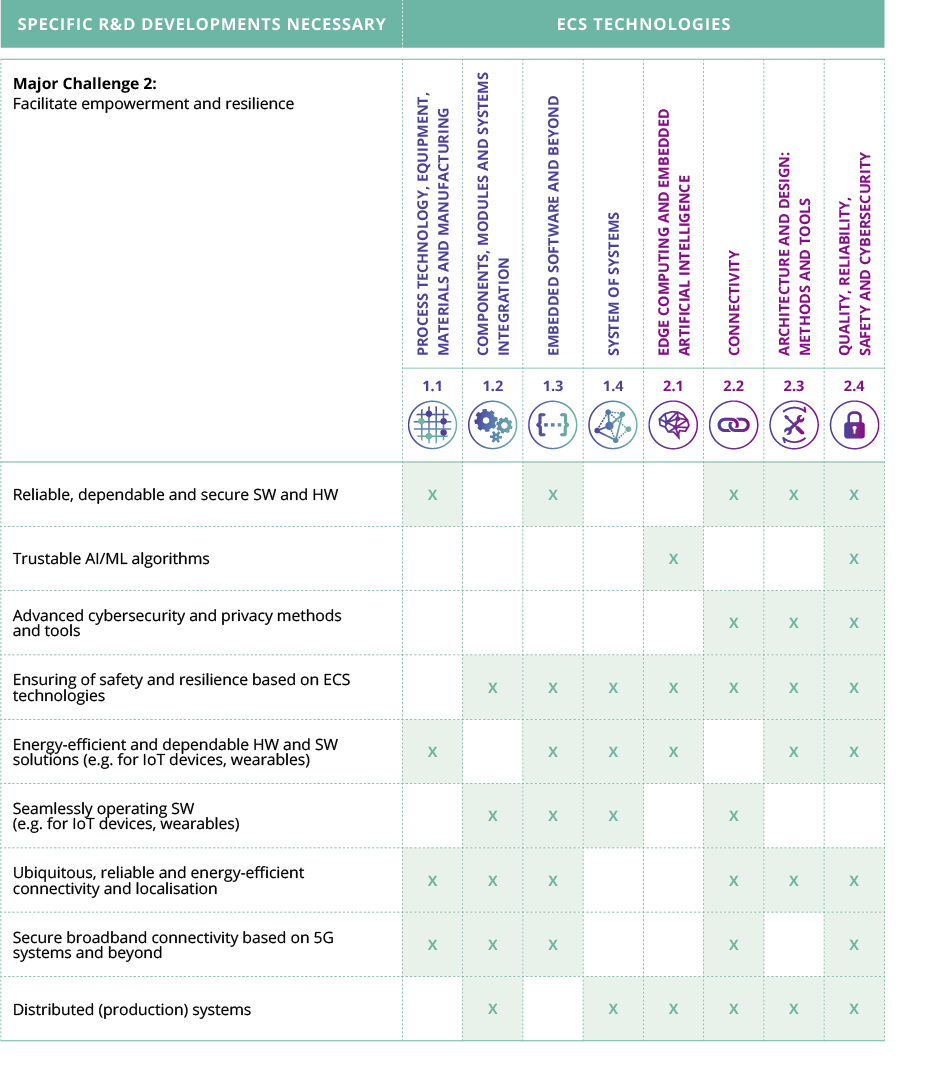 SPECIFIC R&D DEVELOPMENTS NECESSARY
ECS TECHNOLOGIES
Major Challenge 2:
Facilitate empowerment and resilience
PROCESS TECHNOLOGY, EQUIPMENT,
MATERIALS AND MANUFACTURING
COMPONENTS, MODULES AND SYSTEMS
INTEGRATION
EMBEDDED SOFTWARE AND BEYOND
SYSTEM OF SYSTEMS
EDGE COMPUTING AND EMBEDDED
ARTIFICIAL INTELLIGENCE
CONNECTIVITY
ARCHITECTURE AND DESIGN:
METHODS AND TOOLS
QUALITY, RELIABILITY,
SAFETY AND CYBERSECURITY
1.1 1.2 1.3 1.4 2.1 2.2 2.3 2.4
Reliable, dependable and secure SW and HW X X X X X
Trustable AI/ML algorithms X X
Advanced cybersecurity and privacy methods
and tools X X X
Ensuring of safety and resilience based on ECS
technologies X X X X X X X
Energy-efficient and dependable HW and SW
solutions (e.g. for IoT devices, wearables) X X X X X X
Seamlessly operating SW
(e.g. for IoT devices, wearables) X X X X
Ubiquitous, reliable and energy-efficient
connectivity and localisation X X X X X X
Secure broadband connectivity based on 5G
systems and beyond X X X X X
Distributed (production) systems X X X X X X